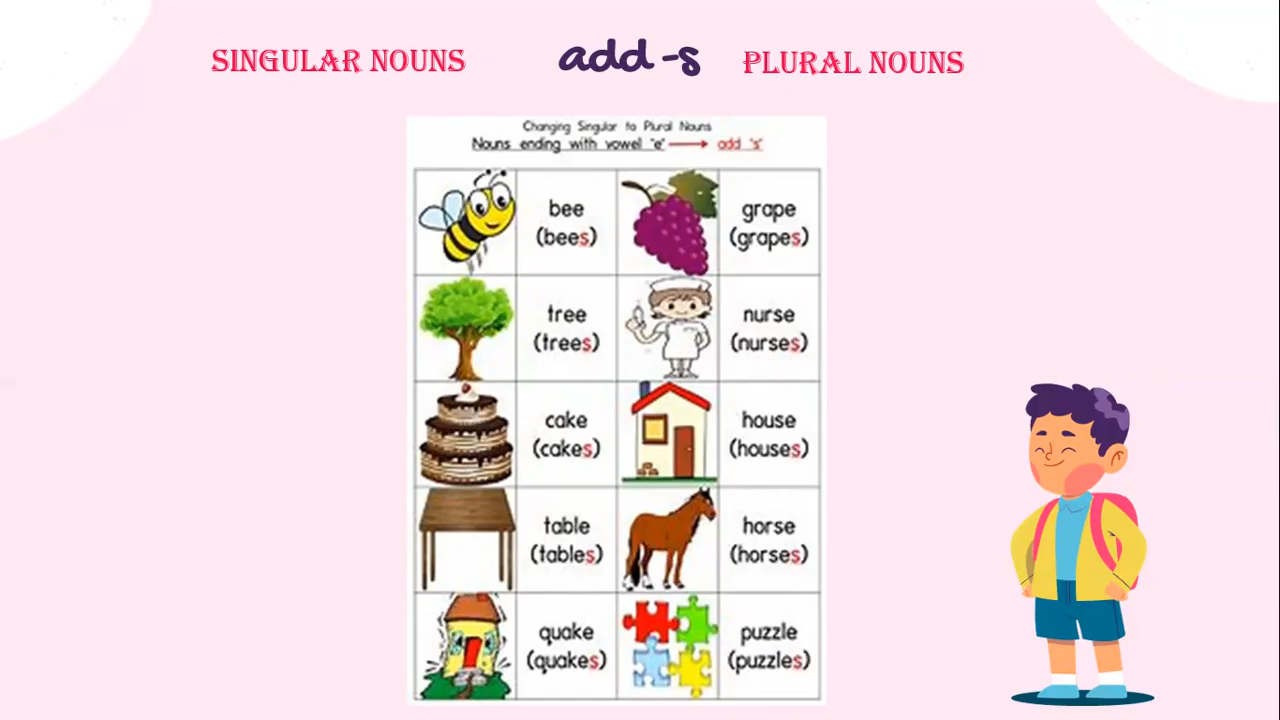 SINGULAR NOUNS add -s PLURAL NOUNS
Changing Singular to Plural Nouns
Nouns ending with vowel "e" → add "s"
bee
(bees)
grape
(grapes)
tree
(trees)
nurse
(nurses)
cake
(cakes)
house
(houses)
table
(tables)
horse
(horses)
quake
(quakes)
puzzle
(puzzles)